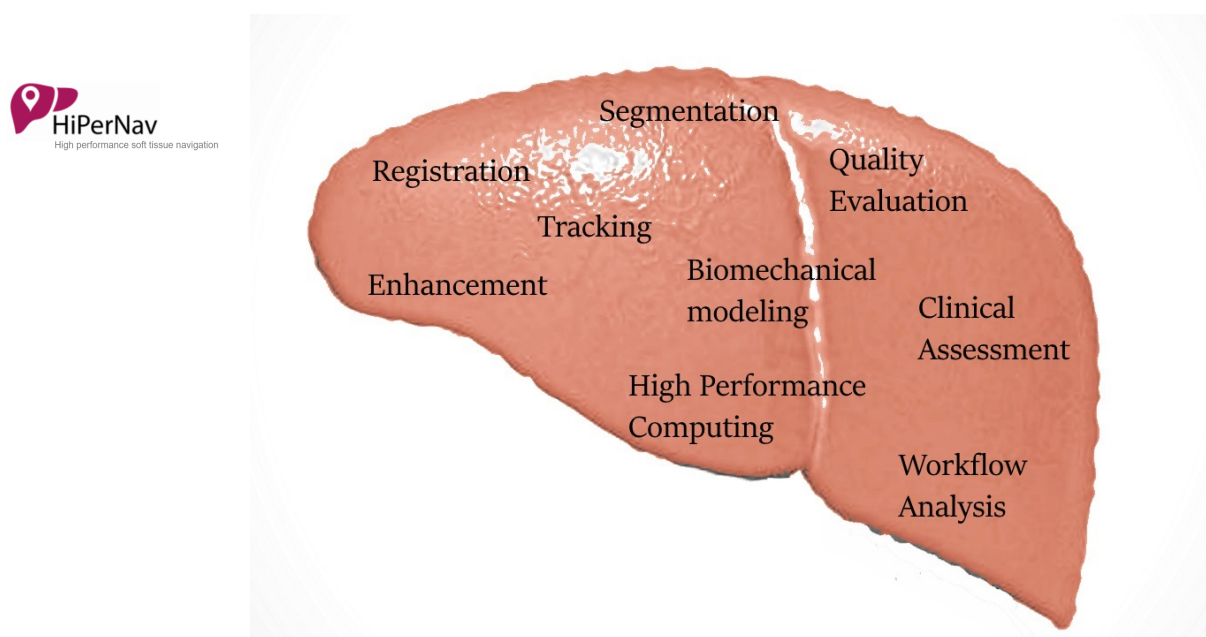 HiPerNav
High performance soft tissue navigation
Segmentation
Registration
Quality
Evaluation
Tracking
Enhancement
Biomechanical
modeling
Clinical
Assessment
High Performance
Computing
Workflow
Analysis